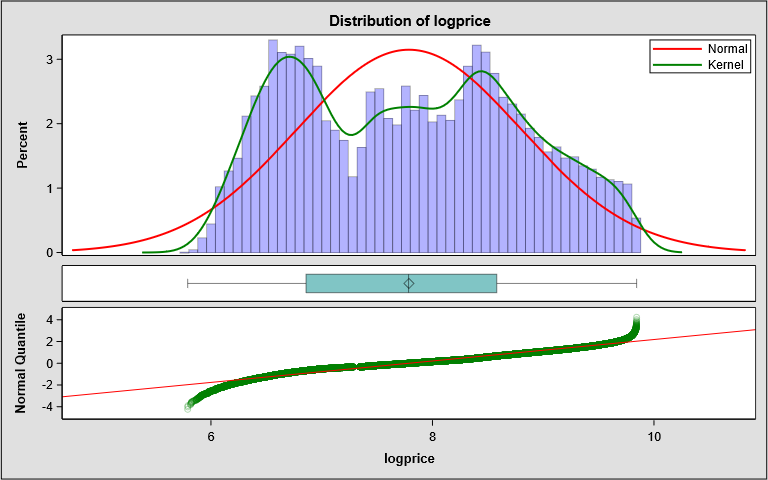 Distribution of logprice
Normal
Kernel
Percent
3
2
1
0
Normal Quantile
4
2
0
-2
-4
6 8 10
logprice